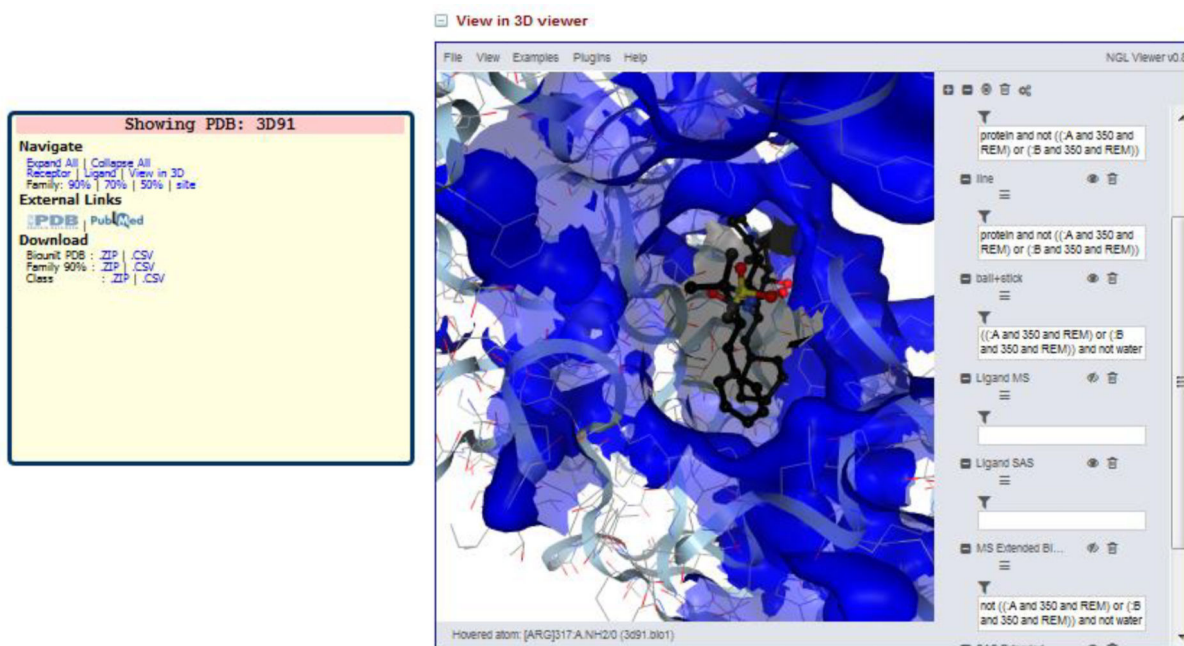 View in 3D viewer
File View Examples Plugins Help
NGL Viewer v0.8
Showing PDB: 3D91
Navigate
Expand All | Collapse All
Receptor | Ligand | View in 3D
Family: 90% | 70% | 50% | site
External Links
PDB | PubMed
Download
Biounit PDB : .ZIP | .CSV
Family 90% : .ZIP | .CSV
Class : .ZIP | .CSV
protein and not ((:A and 350 and
REM) or (:B and 350 and REM))
line
protein and not ((:A and 350 and
REM) or (:B and 350 and REM))
ball+stick
((:A and 350 and REM) or (:B
and 350 and REM)) and not water
Ligand MS
Ligand SAS
MS Extended Bi...
not ((:A and 350 and REM) or (:B
and 350 and REM)) and not water
Hovered atom: [ARG]317:A.NH2/0 (3d91.bio1)